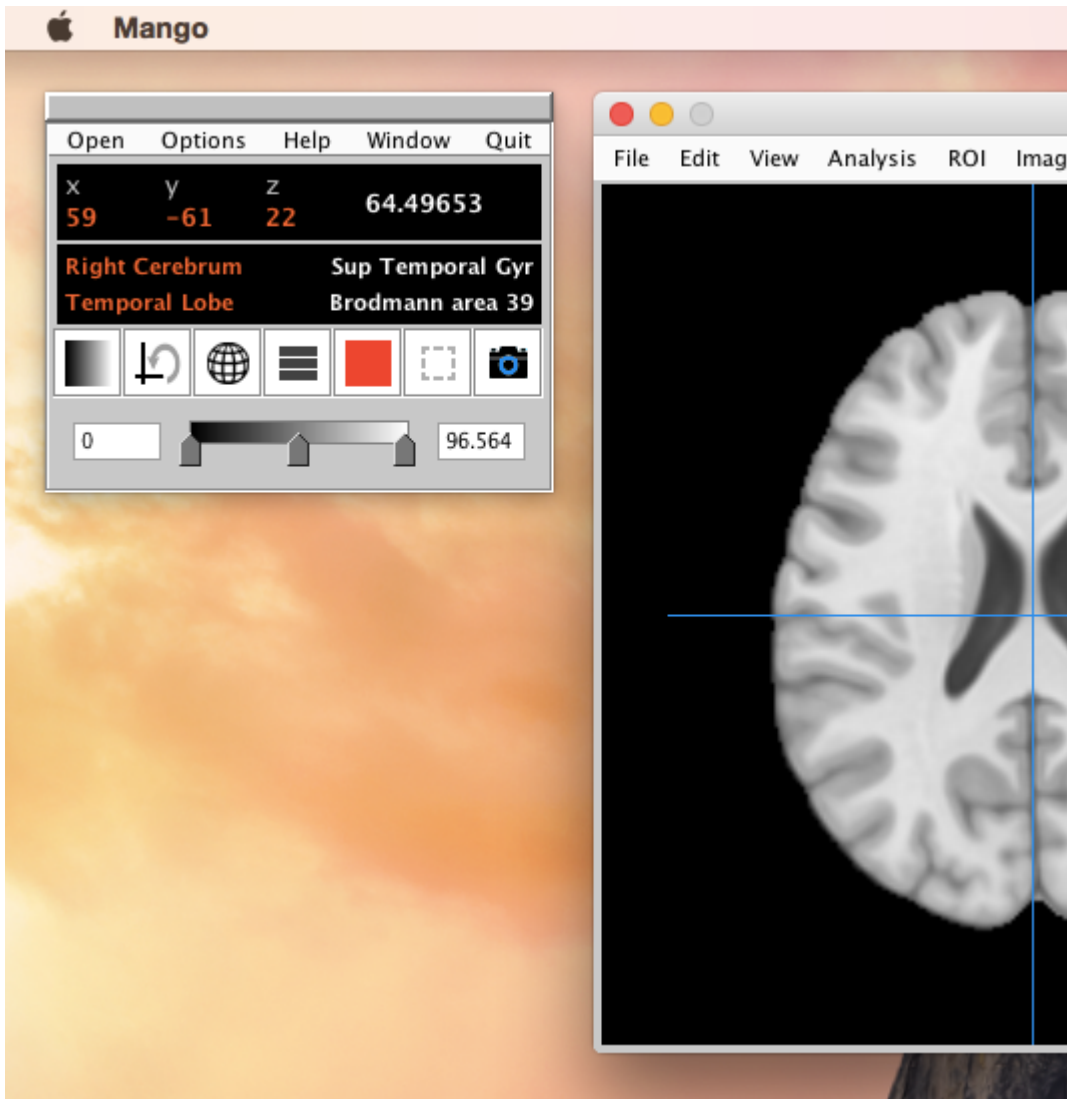 Mango
Open Options Help Window Quit
x y z
59 -61 22 64.49653
Right Cerebrum Sup Temporal Gyr
Temporal Lobe Brodmann area 39
0 96.564
File Edit View Analysis ROI Imag